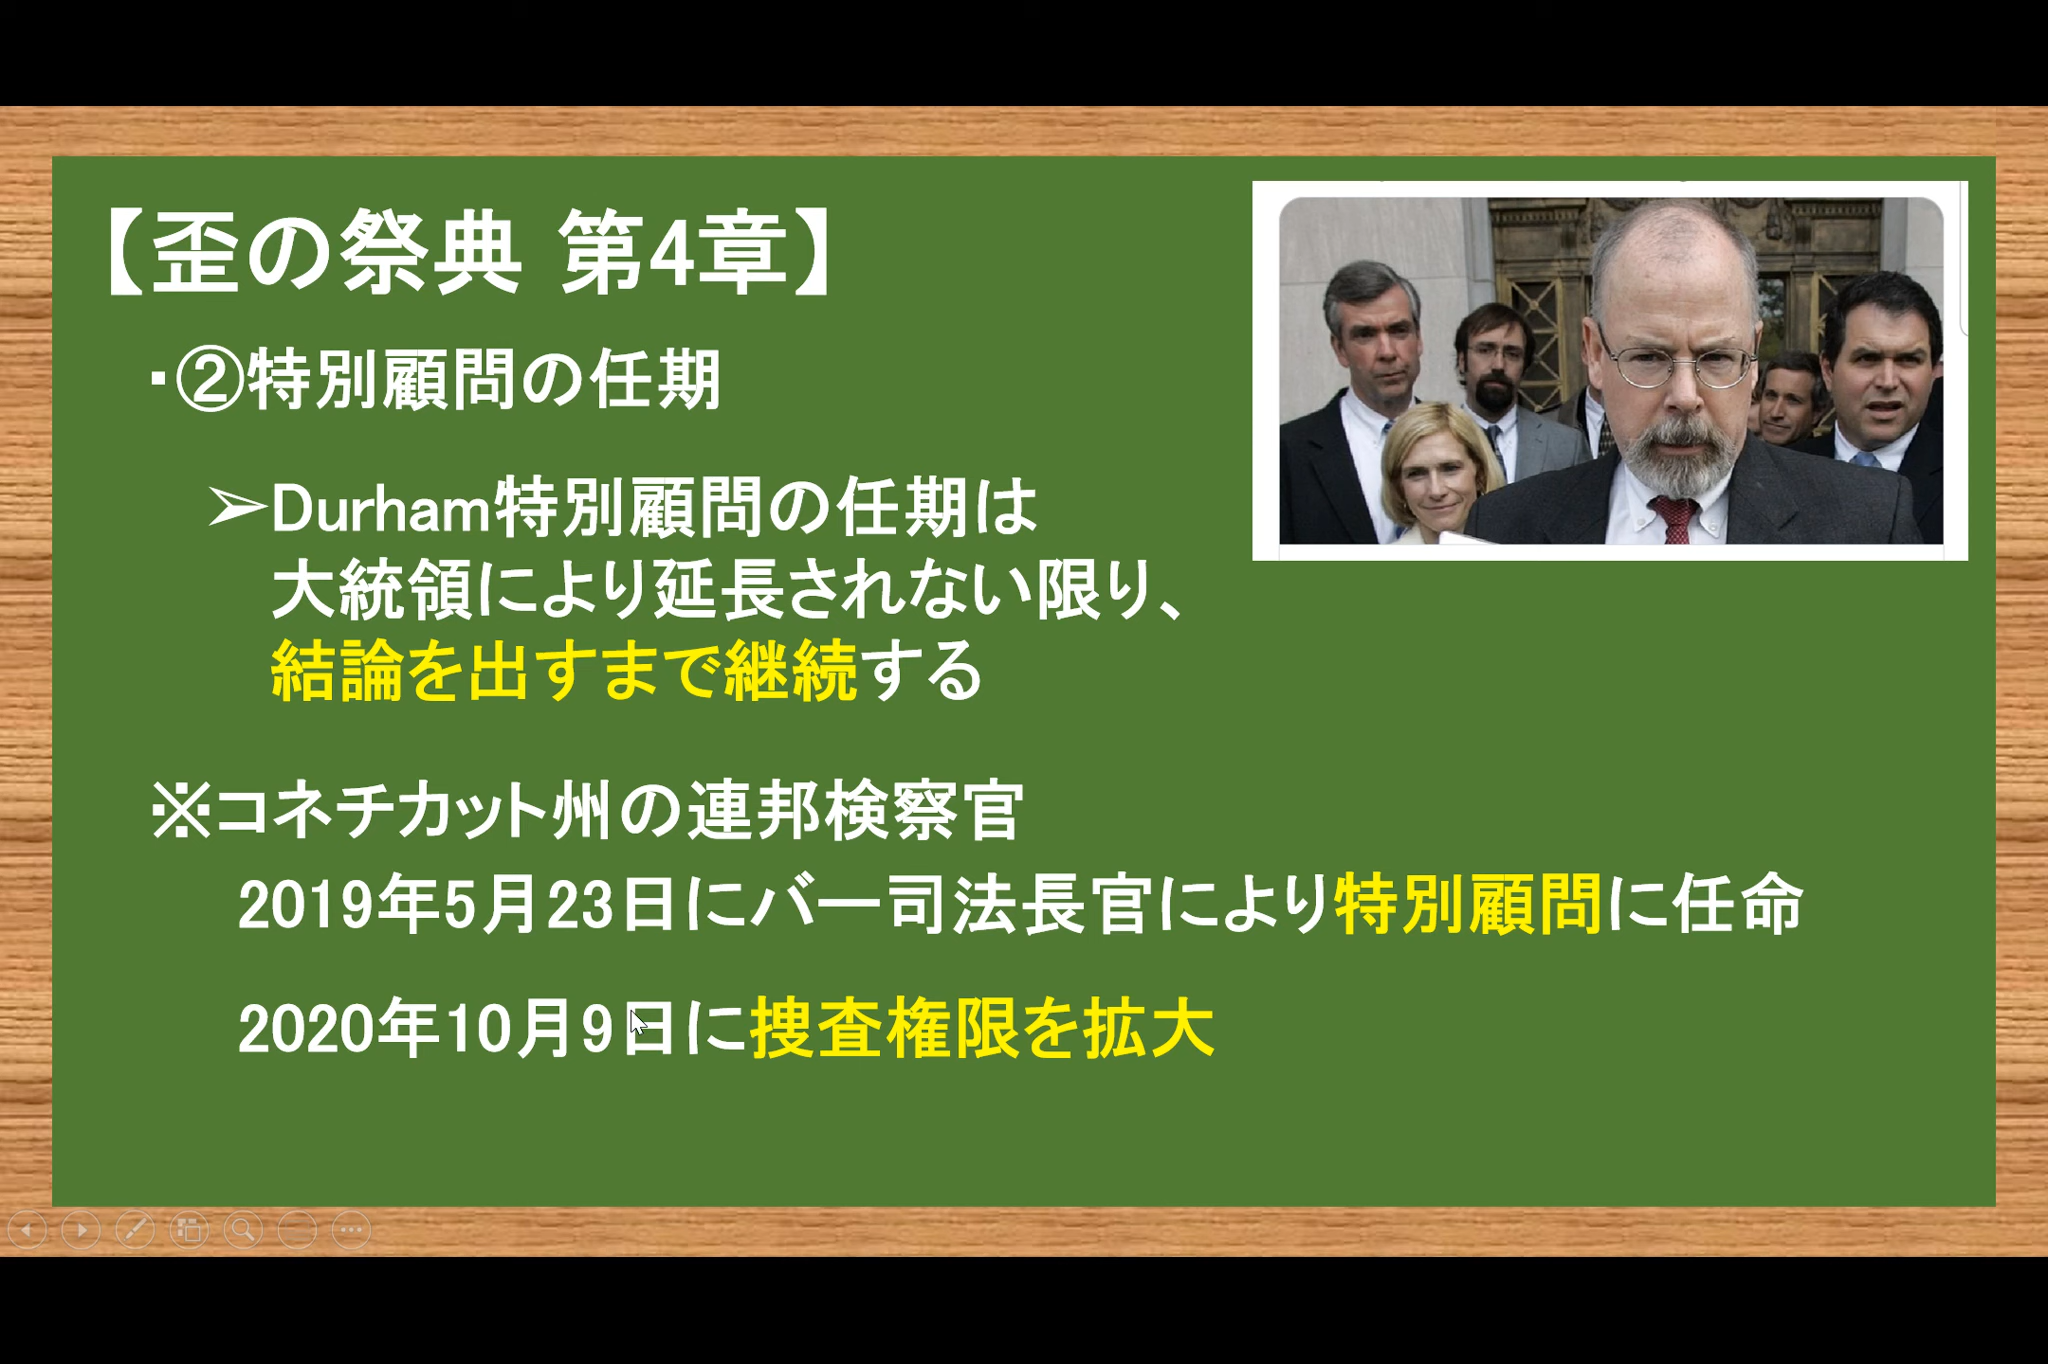 【歪の祭典 第4章】
・②特別顧問の任期
➢Durham特別顧問の任期は
大統領により延長されない限り、
結論を出すまで継続する
※コネチカット州の連邦検察官
2019年5月23日にバー司法長官により特別顧問に任命
2020年10月9日に捜査権限を拡大